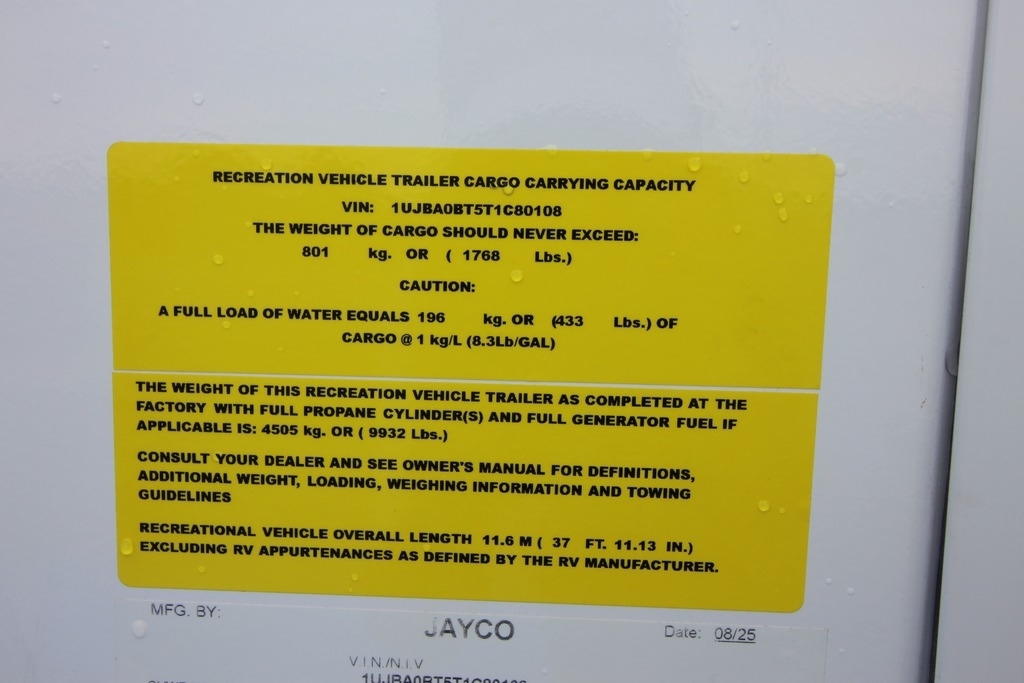 RECREATION VEHICLE TRAILER CARGO CARRYING CAPACITY
VIN: 1UJBA0BT5T1C80108
THE WEIGHT OF CARGO SHOULD NEVER EXCEED:
801 kg. OR ( 1768 Lbs.)
CAUTION:
A FULL LOAD OF WATER EQUALS 196 kg. OR (433 Lbs.) OF
CARGO @ 1 kg/L (8.3Lb/GAL)
THE WEIGHT OF THIS RECREATION VEHICLE TRAILER AS COMPLETED AT THE
FACTORY WITH FULL PROPANE CYLINDER(S) AND FULL GENERATOR FUEL IF
APPLICABLE IS: 4505 kg. OR ( 9932 Lbs.)
CONSULT YOUR DEALER AND SEE OWNER'S MANUAL FOR DEFINITIONS,
ADDITIONAL WEIGHT, LOADING, WEIGHING INFORMATION AND TOWING
GUIDELINES
RECREATIONAL VEHICLE OVERALL LENGTH 11.6 M ( 37 FT. 11.13 IN.)
EXCLUDING RV APPURTENANCES AS DEFINED BY THE RV MANUFACTURER.
MFG. BY: JAYCO Date: 08/25
V.I.N./N.I.V
1UJBA0BT5T1C80108